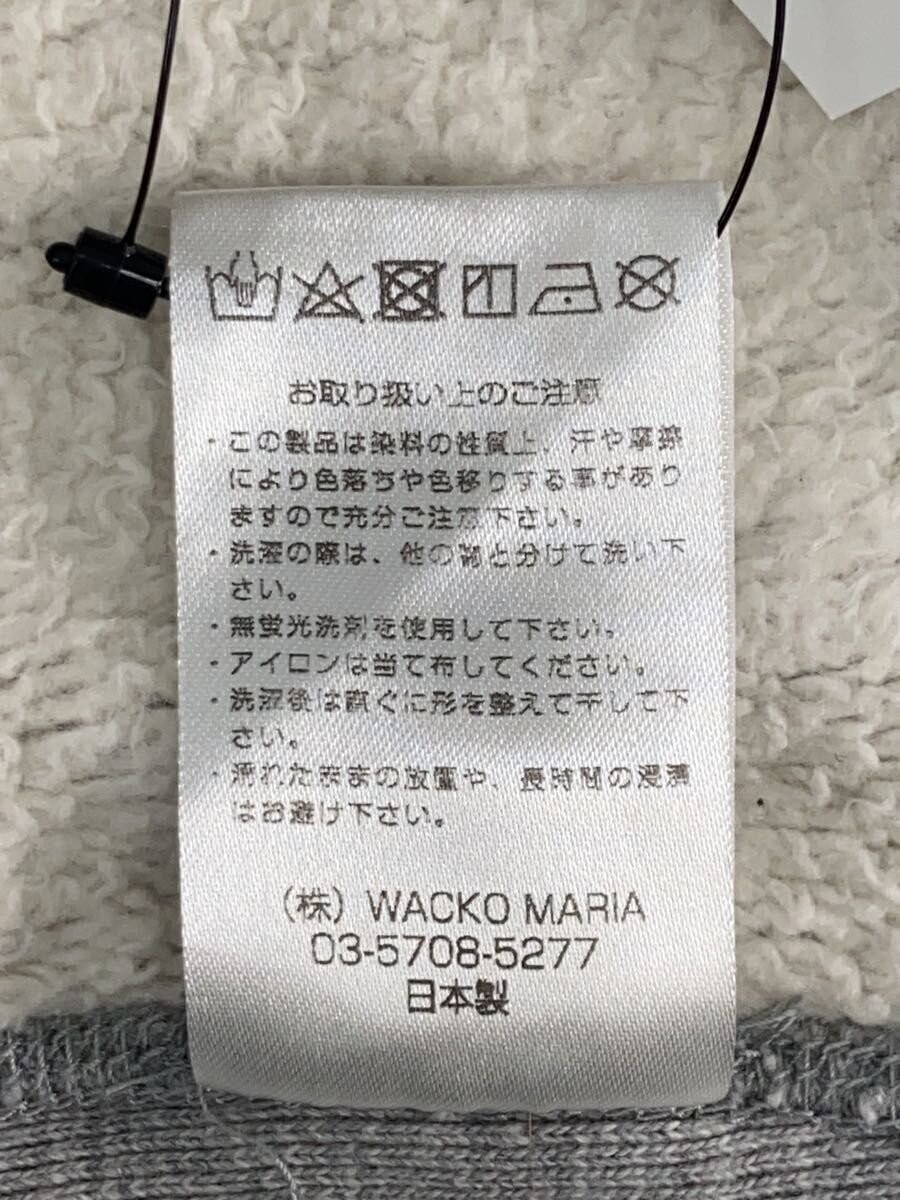 お取り扱い上のご注意
・この製品は染料の性質上、汗や摩擦
により色落ちや色移りする事があり
ますので充分ご注意下さい。
・洗濯の際は、他の物と分けて洗い下
さい。
・無蛍光洗剤を使用して下さい。
・アイロンは当て布してください。
・洗濯後は直ぐに形を整えて干して下
さい。
・濡れたままの放置や、長時間の浸漬
はお避け下さい。
(株) WACKO MARIA
03-5708-5277
日本製